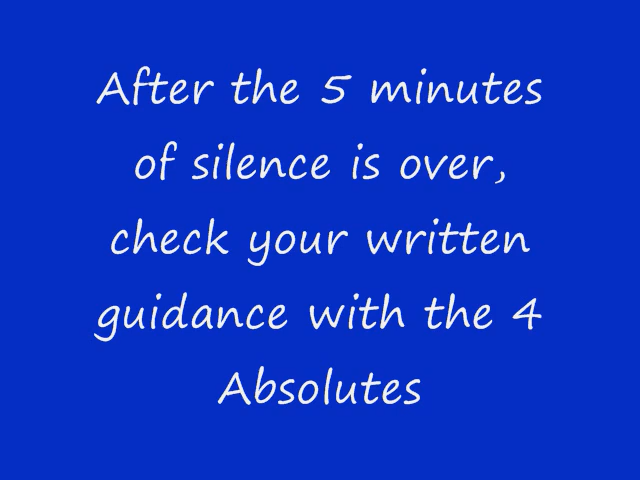 After the 5 minutes
of silence is over,
check your written
guidance with the 4
Absolutes